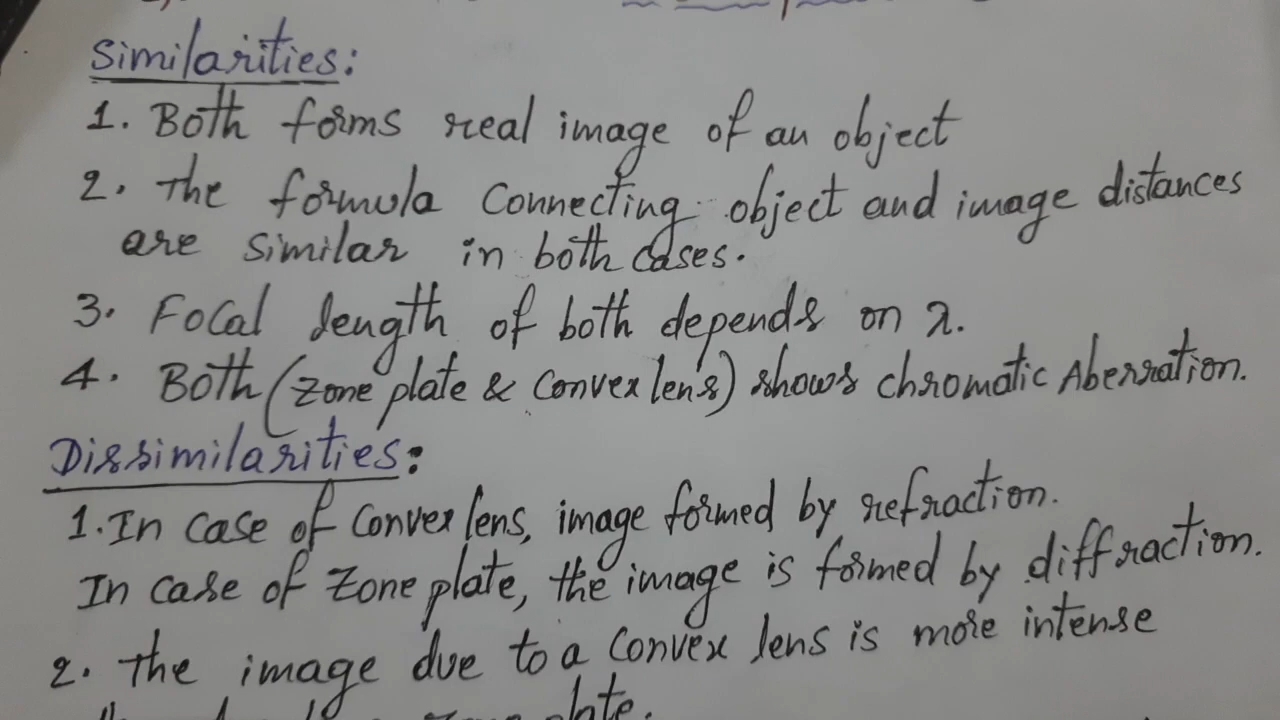 Similarities:
1. Both forms real image of an object
2. The formula Connecting object and image distances
are similar in both Cases.
3. Focal length of both depends on λ.
4. Both (Zone plate & Convex lens) shows chromatic Aberration.
Dissimilarities:
1. In Case of Convex lens, image formed by refraction.
In case of Zone plate, the image is formed by diffraction.
2. The image due to a Convex lens is more intense
plate.